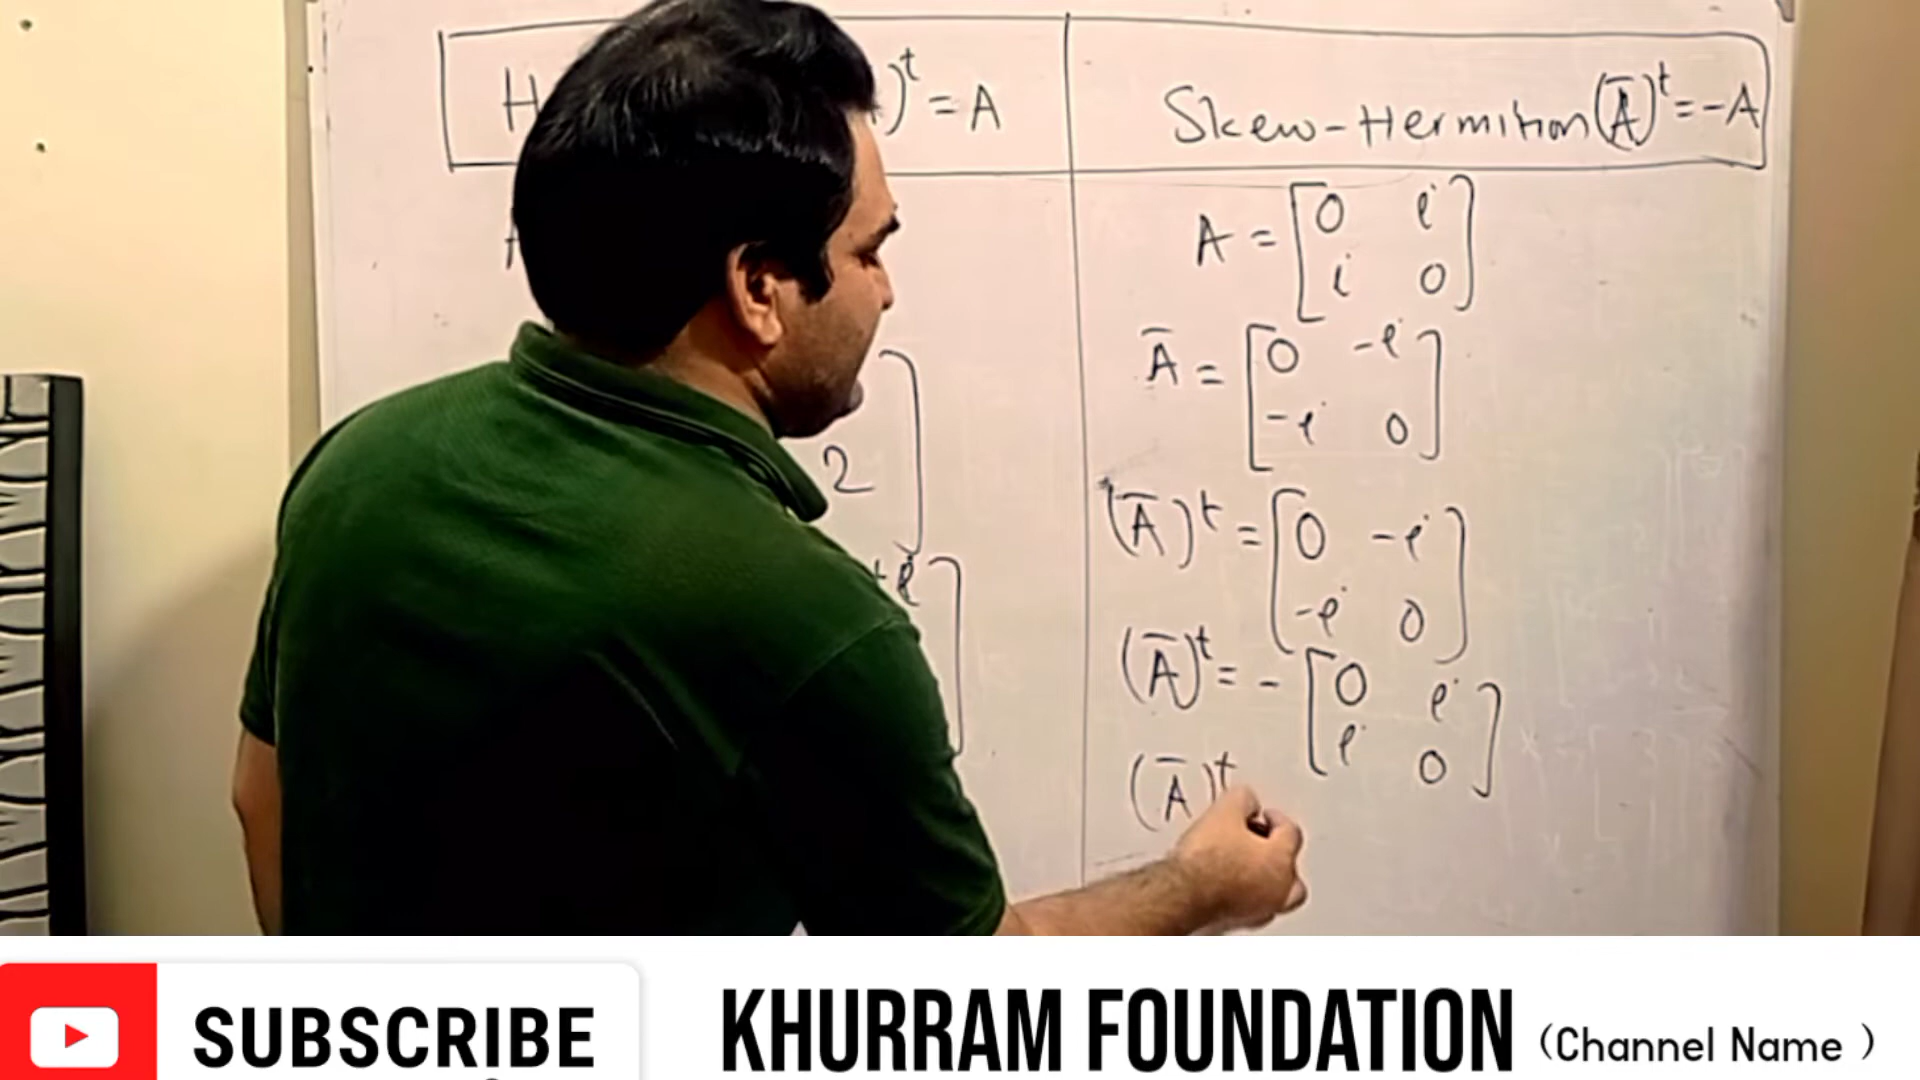 H )ᵗ = A
Skew-Hermition (Ā)ᵗ = -A
A = [0 i
i 0]
Ā = [0 -i
-i 0]
2
(Ā)ᵗ = [0 -i
-i 0]
+i
(Ā)ᵗ = - [0 i
i 0]
(Ā)ᵗ
SUBSCRIBE
KHURRAM FOUNDATION (Channel Name )